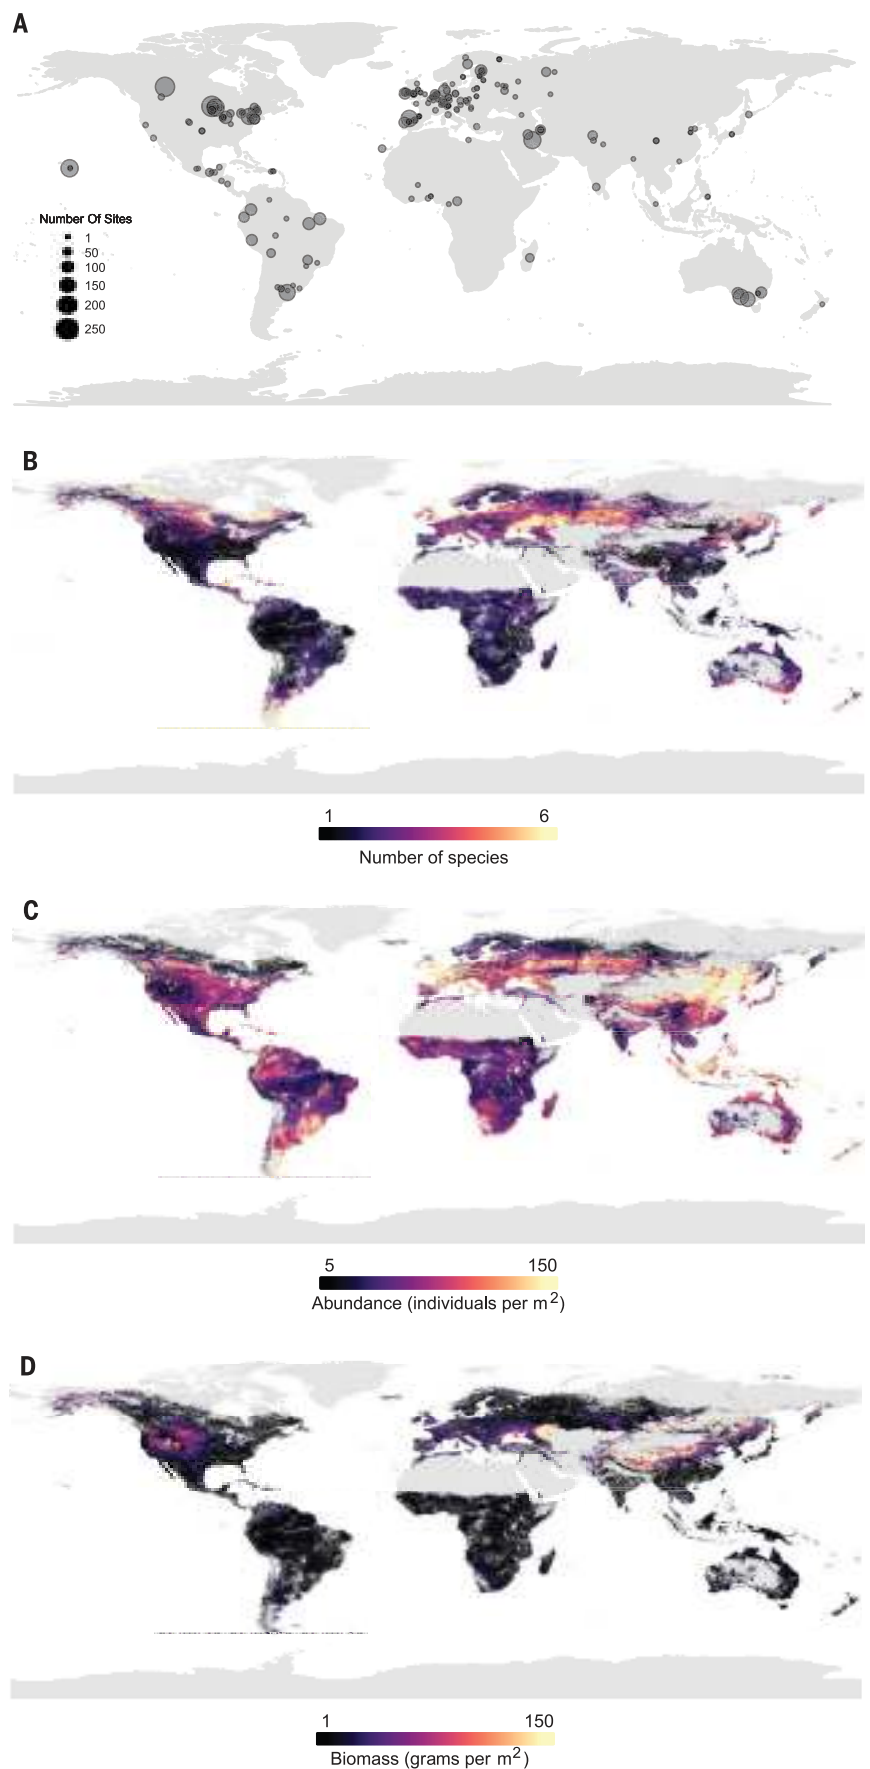 A
Number Of Sites
1
50
100
150
200
250
B
1 6
Number of species
C
5 150
Abundance (individuals per m2)
D
1 150
Biomass (grams per m2)